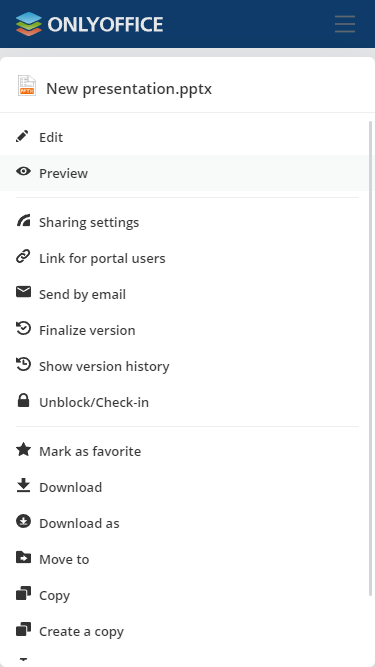 ONLYOFFICE
New presentation.pptx
Edit
Preview
Sharing settings
Link for portal users
Send by email
Finalize version
Show version history
Unblock/Check-in
Mark as favorite
Download
Download as
Move to
Copy
Create a copy